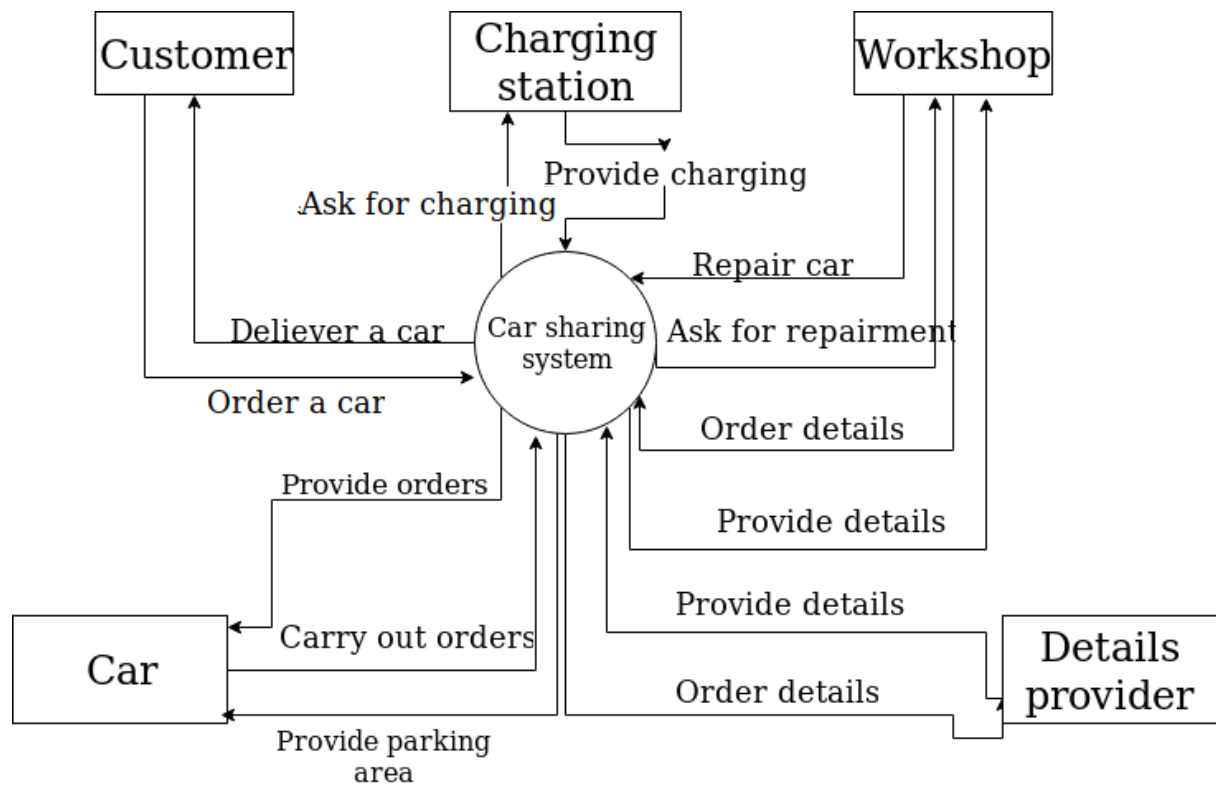 Customer
Charging
station
Workshop
Provide charging
Ask for charging
Repair car
Car sharing
system
Deliever a car
Ask for repairment
Order a car
Order details
Provide orders
Provide details
Provide details
Carry out orders
Car
Details
provider
Order details
Provide parking
area